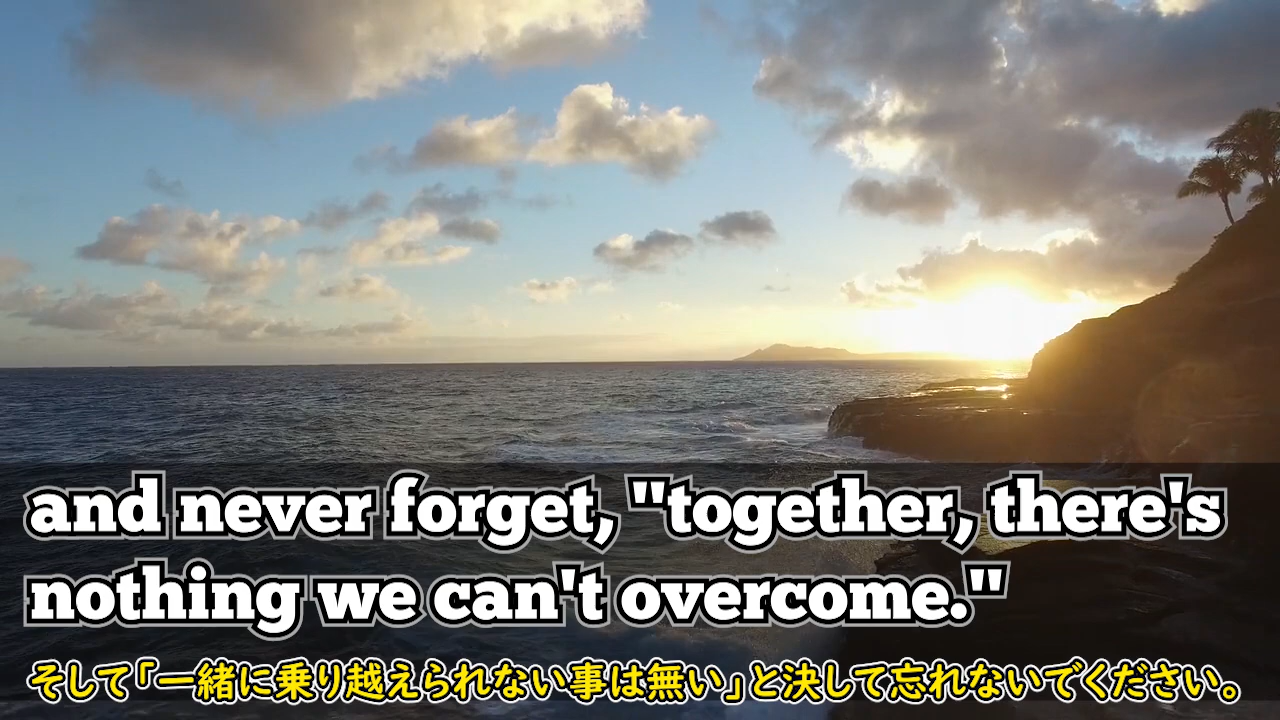 and never forget, "together, there's
nothing we can't overcome."
そして「一緒に乗り越えられない事は無い」と決して忘れないでください。